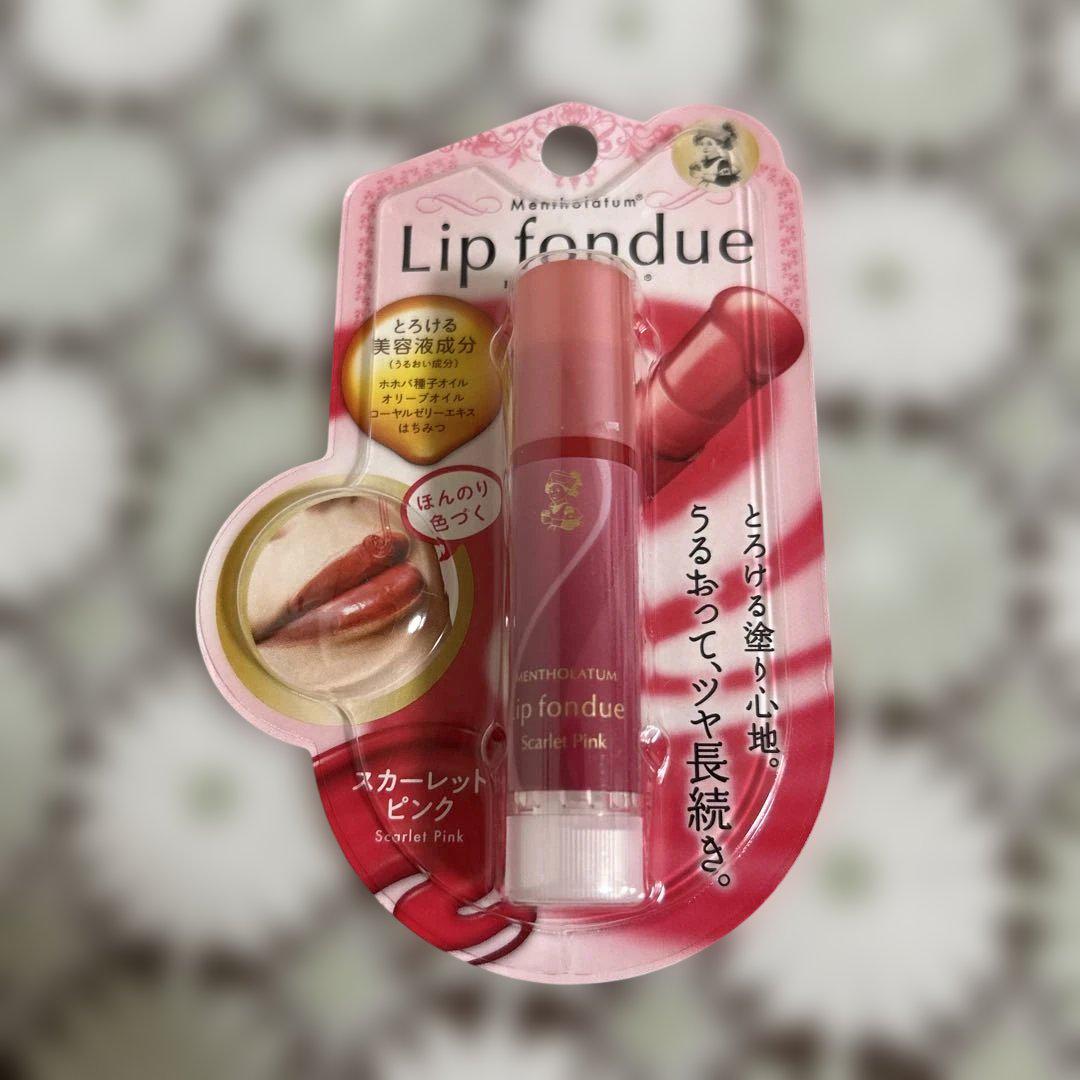 Mentholatum®
Lip fondue
®
とろける
美容液成分
(うるおい成分)
ホホバ種子オイル
オリーブオイル
ローヤルゼリーエキス
はちみつ
ほんのり
色づく
とろける塗り心地。
うるおって、ツヤ長続き。
MENTHOLATUM
Lip fondue
Scarlet Pink
スカーレット
ピンク
Scarlet Pink